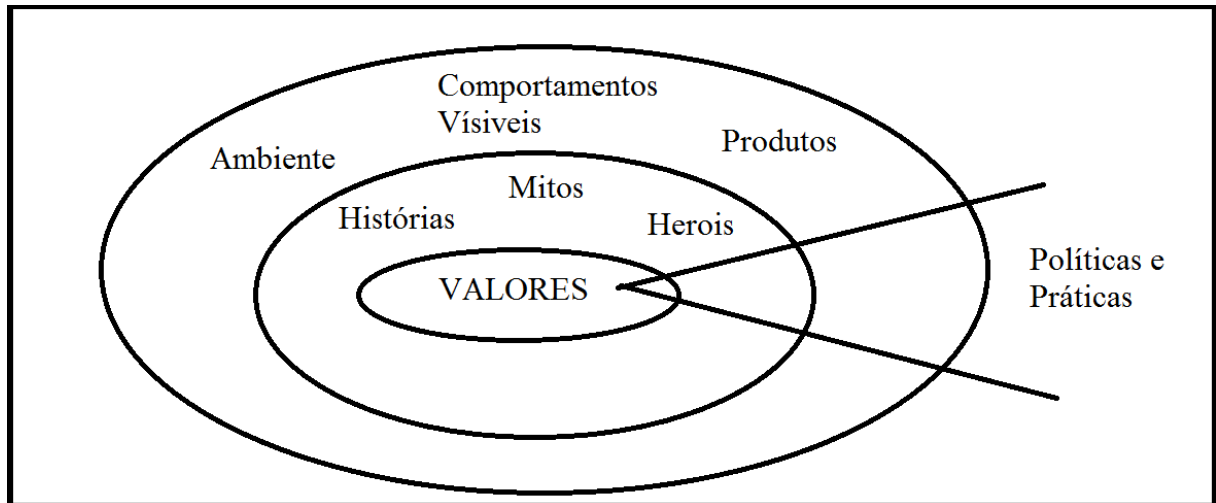 Comportamentos
Vísiveis
Produtos
Ambiente
Mitos
Histórias
Herois
VALORES
Políticas e
Práticas